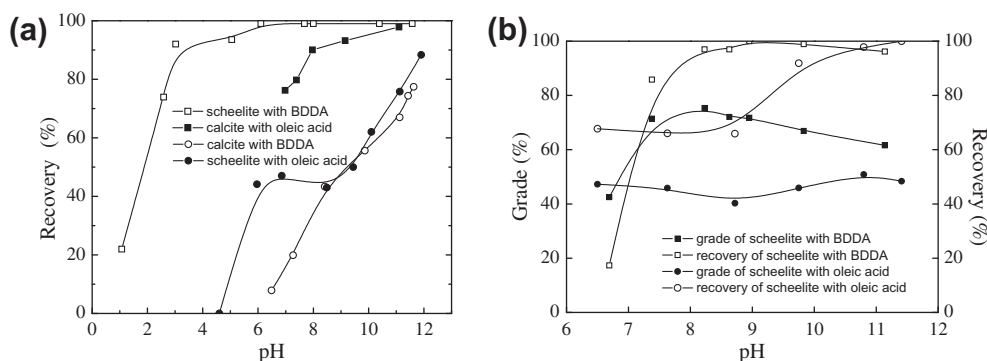 (a)
100
80
60
40
20
0
Recovery (%)
scheelite with BDDA
calcite with oleic acid
calcite with BDDA
scheelite with oleic acid
0 2 4 6 8 10 12
pH
(b)
100
80
60
40
20
0
Grade (%)
grade of scheelite with BDDA
recovery of scheelite with BDDA
grade of scheelite with oleic acid
recovery of scheelite with oleic acid
100
80
60
40
20
0
Recovery (%)
6 7 8 9 10 11 12
pH